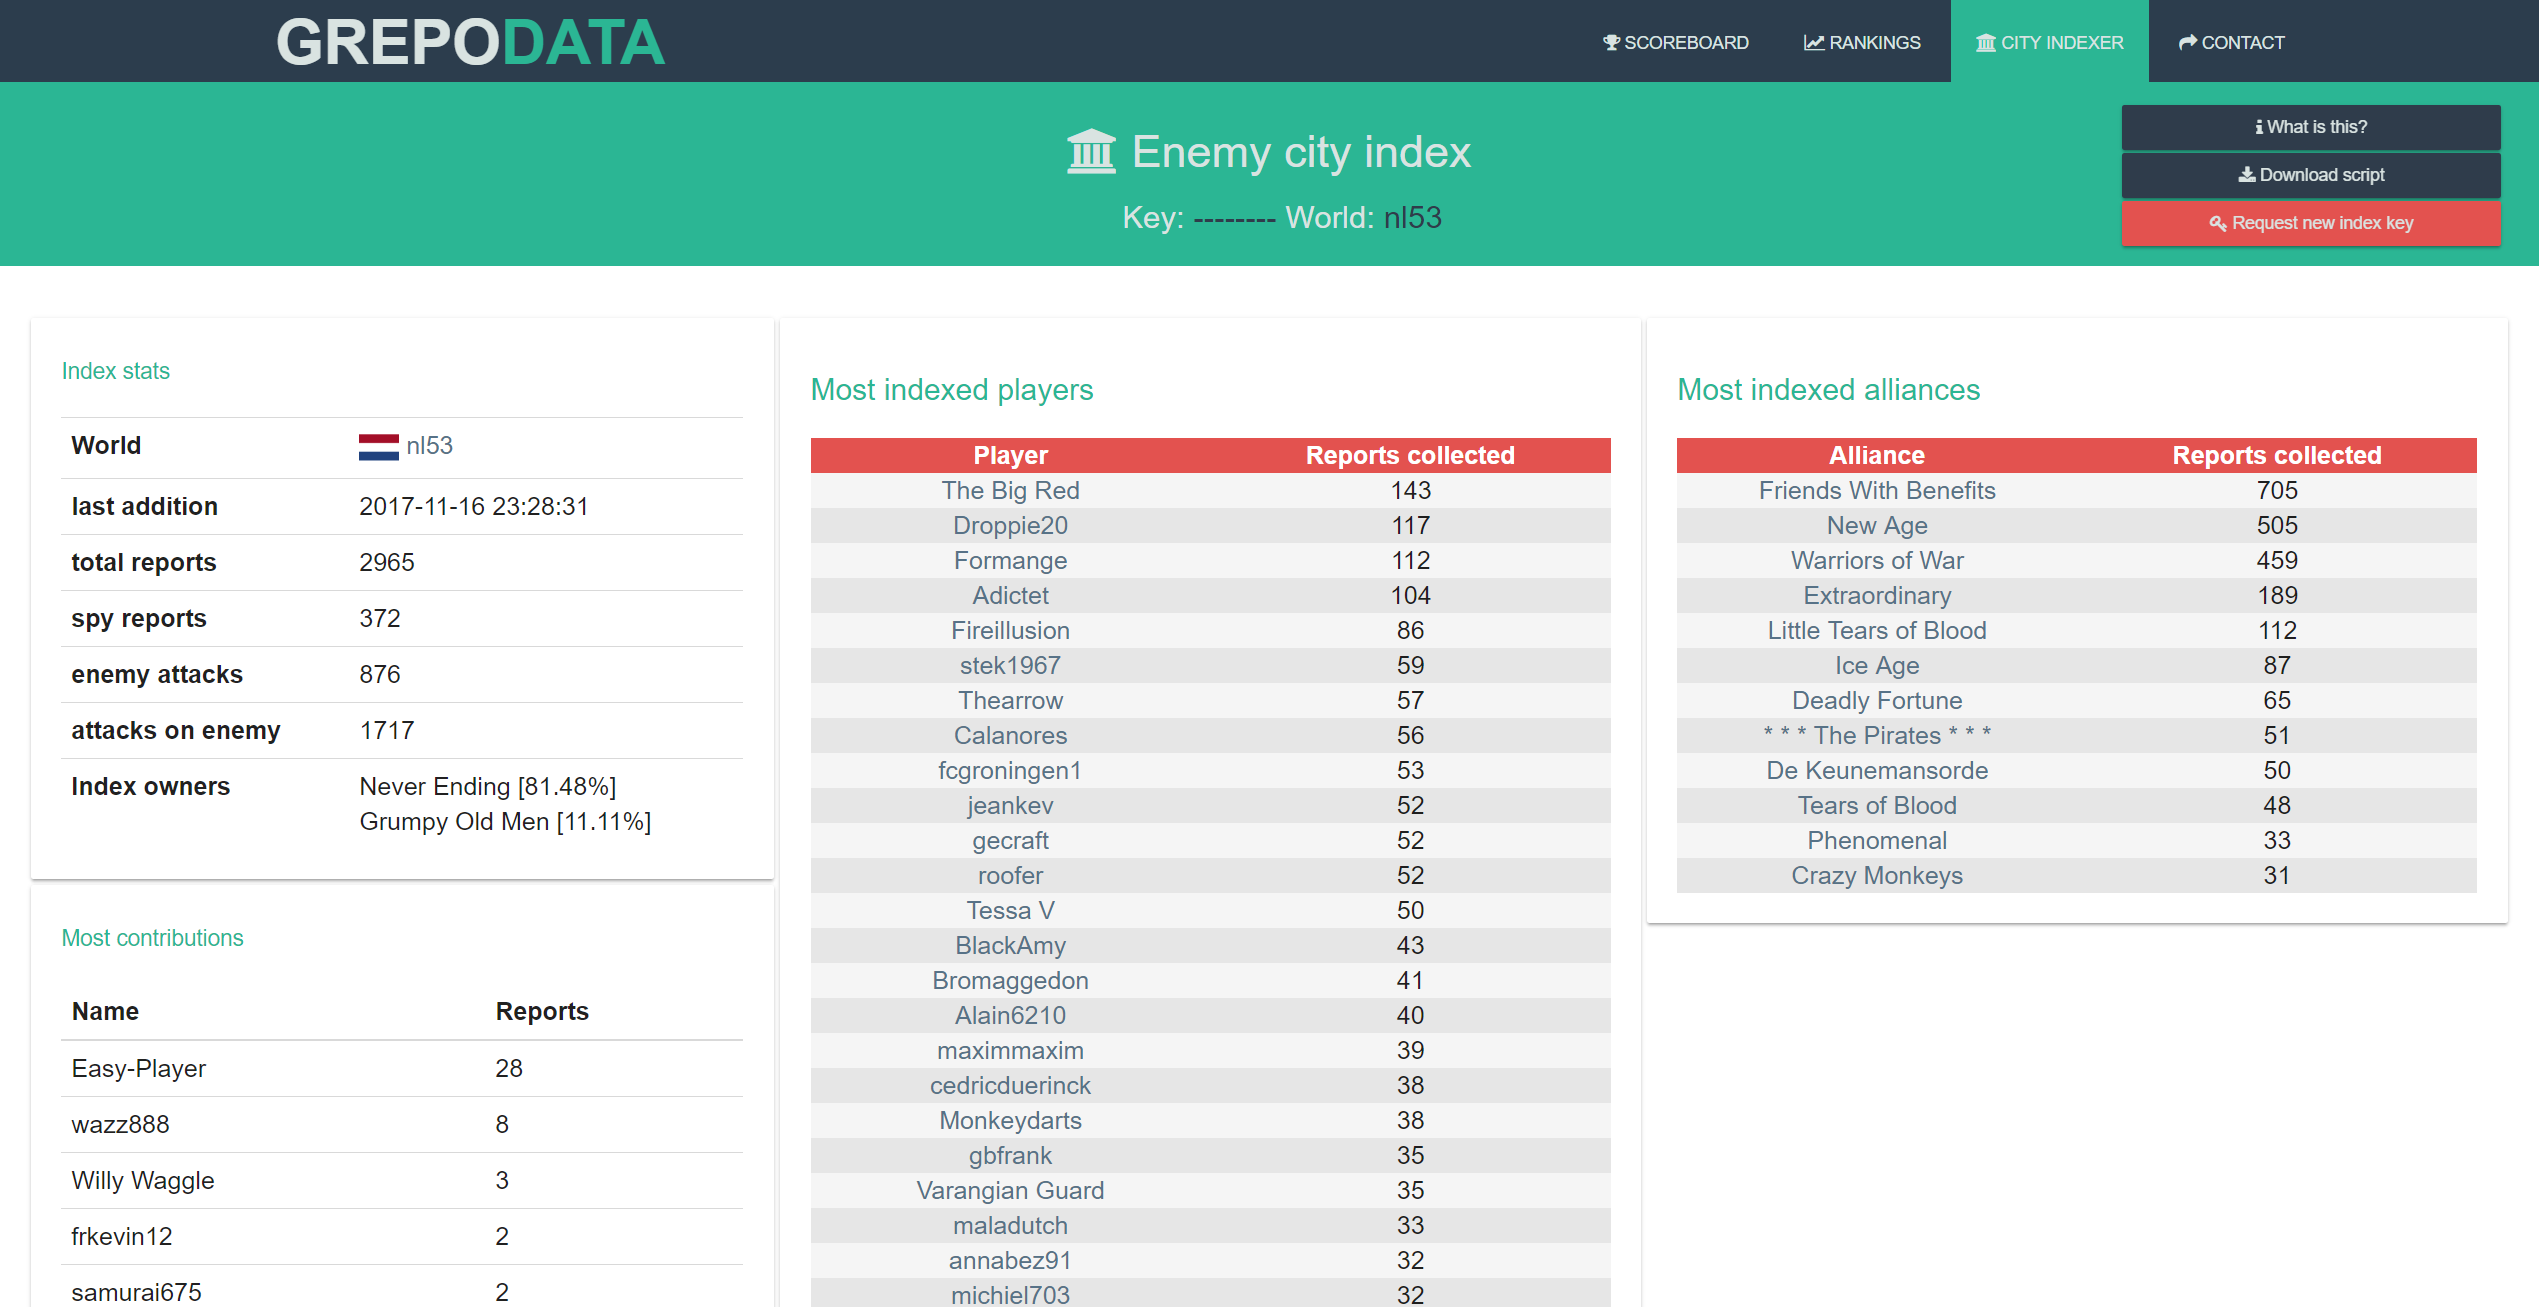 GREPODATA
SCOREBOARD
RANKINGS
CITY INDEXER
CONTACT
Enemy city index
Key: -------- World: nl53
What is this?
Download script
Request new index key
Index stats
World nl53
last addition 2017-11-16 23:28:31
total reports 2965
spy reports 372
enemy attacks 876
attacks on enemy 1717
Index owners Never Ending [81.48%]
Grumpy Old Men [11.11%]
Most contributions
Name Reports
Easy-Player 28
wazz888 8
Willy Waggle 3
frkevin12 2
samurai675 2
Most indexed players
Player Reports collected
The Big Red 143
Droppie20 117
Formange 112
Adictet 104
Fireillusion 86
stek1967 59
Thearrow 57
Calanores 56
fcgroningen1 53
jeankev 52
gecraft 52
roofer 52
Tessa V 50
BlackAmy 43
Bromaggedon 41
Alain6210 40
maximmaxim 39
cedricduerinck 38
Monkeydarts 38
gbfrank 35
Varangian Guard 35
maladutch 33
annabez91 32
michiel703 32
Most indexed alliances
Alliance Reports collected
Friends With Benefits 705
New Age 505
Warriors of War 459
Extraordinary 189
Little Tears of Blood 112
Ice Age 87
Deadly Fortune 65
* * * The Pirates * * * 51
De Keunemansorde 50
Tears of Blood 48
Phenomenal 33
Crazy Monkeys 31